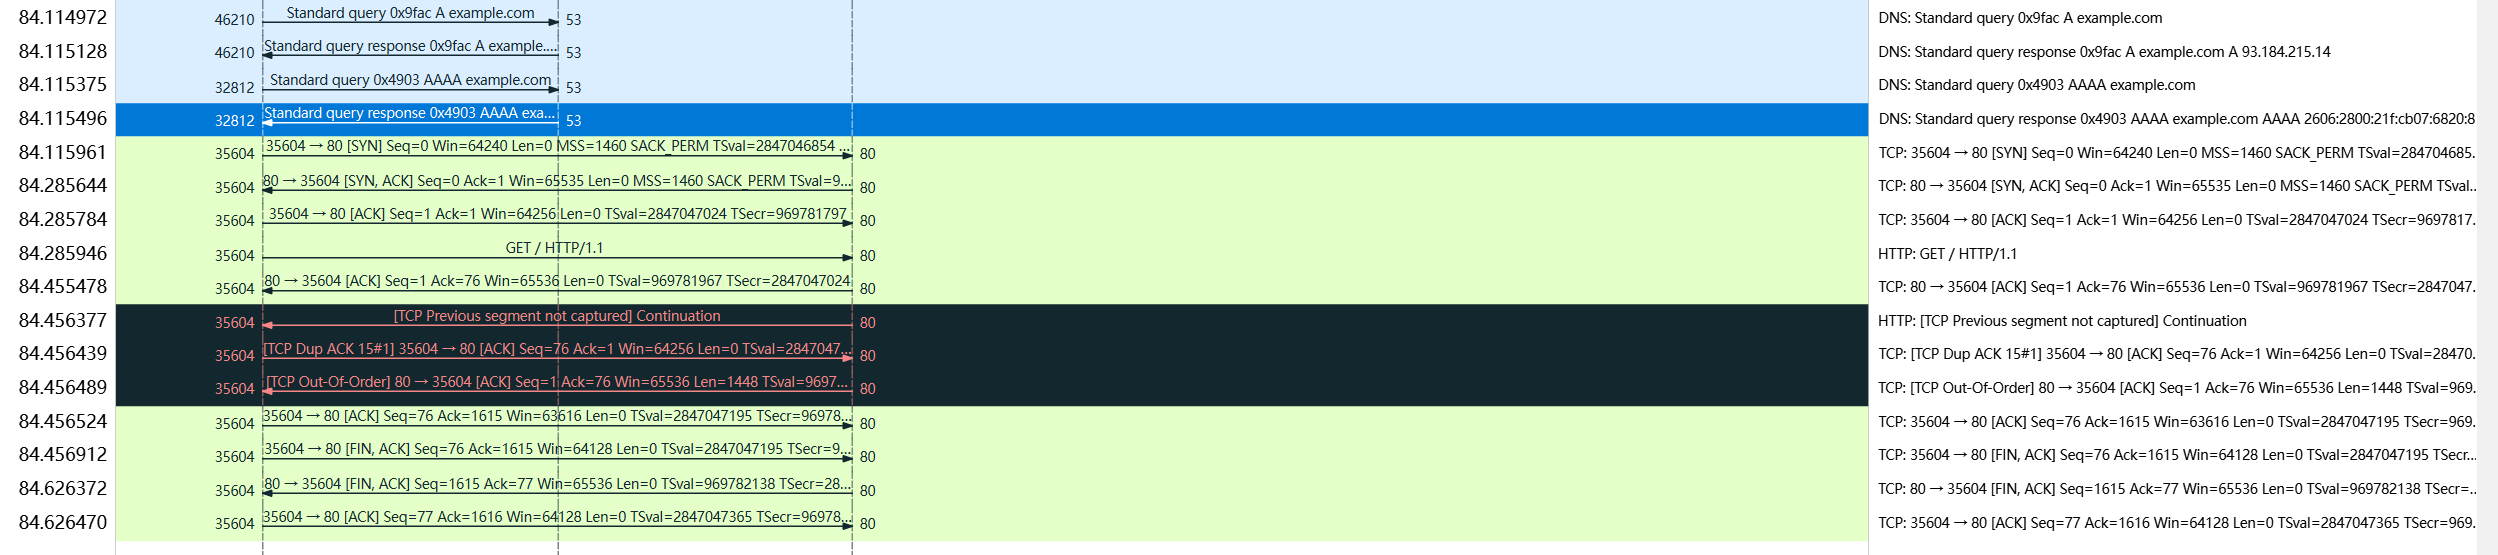 84.114972 46210 Standard query 0x9fac A example.com 53 DNS: Standard query 0x9fac A example.com
84.115128 46210 Standard query response 0x9fac A example.... 53 DNS: Standard query response 0x9fac A example.com A 93.184.215.14
84.115375 32812 Standard query 0x4903 AAAA example.com 53 DNS: Standard query 0x4903 AAAA example.com
84.115496 32812 Standard query response 0x4903 AAAA exa... 53 DNS: Standard query response 0x4903 AAAA example.com AAAA 2606:2800:21f:cb07:6820:8
84.115961 35604 35604 → 80 [SYN] Seq=0 Win=64240 Len=0 MSS=1460 SACK_PERM TSval=2847046854 ... 80 TCP: 35604 → 80 [SYN] Seq=0 Win=64240 Len=0 MSS=1460 SACK_PERM TSval=284704685.
84.285644 35604 80 → 35604 [SYN, ACK] Seq=0 Ack=1 Win=65535 Len=0 MSS=1460 SACK_PERM TSval=9... 80 TCP: 80 → 35604 [SYN, ACK] Seq=0 Ack=1 Win=65535 Len=0 MSS=1460 SACK_PERM TSval..
84.285784 35604 35604 → 80 [ACK] Seq=1 Ack=1 Win=64256 Len=0 TSval=2847047024 TSecr=969781797 80 TCP: 35604 → 80 [ACK] Seq=1 Ack=1 Win=64256 Len=0 TSval=2847047024 TSecr=9697817.
84.285946 35604 GET / HTTP/1.1 80 HTTP: GET / HTTP/1.1
84.455478 35604 80 → 35604 [ACK] Seq=1 Ack=76 Win=65536 Len=0 TSval=969781967 TSecr=2847047024 80 TCP: 80 → 35604 [ACK] Seq=1 Ack=76 Win=65536 Len=0 TSval=969781967 TSecr=2847047.
84.456377 35604 [TCP Previous segment not captured] Continuation 80 HTTP: [TCP Previous segment not captured] Continuation
84.456439 35604 [TCP Dup ACK 15#1] 35604 → 80 [ACK] Seq=76 Ack=1 Win=64256 Len=0 TSval=2847047... 80 TCP: [TCP Dup ACK 15#1] 35604 → 80 [ACK] Seq=76 Ack=1 Win=64256 Len=0 TSval=28470.
84.456489 35604 [TCP Out-Of-Order] 80 → 35604 [ACK] Seq=1 Ack=76 Win=65536 Len=1448 TSval=9697... 80 TCP: [TCP Out-Of-Order] 80 → 35604 [ACK] Seq=1 Ack=76 Win=65536 Len=1448 TSval=969.
84.456524 35604 35604 → 80 [ACK] Seq=76 Ack=1615 Win=63616 Len=0 TSval=2847047195 TSecr=96978... 80 TCP: 35604 → 80 [ACK] Seq=76 Ack=1615 Win=63616 Len=0 TSval=2847047195 TSecr=969.
84.456912 35604 35604 → 80 [FIN, ACK] Seq=76 Ack=1615 Win=64128 Len=0 TSval=2847047195 TSecr=9... 80 TCP: 35604 → 80 [FIN, ACK] Seq=76 Ack=1615 Win=64128 Len=0 TSval=2847047195 TSecr...
84.626372 35604 80 → 35604 [FIN, ACK] Seq=1615 Ack=77 Win=65536 Len=0 TSval=969782138 TSecr=28... 80 TCP: 80 → 35604 [FIN, ACK] Seq=1615 Ack=77 Win=65536 Len=0 TSval=969782138 TSecr=..
84.626470 35604 35604 → 80 [ACK] Seq=77 Ack=1616 Win=64128 Len=0 TSval=2847047365 TSecr=96978... 80 TCP: 35604 → 80 [ACK] Seq=77 Ack=1616 Win=64128 Len=0 TSval=2847047365 TSecr=969.